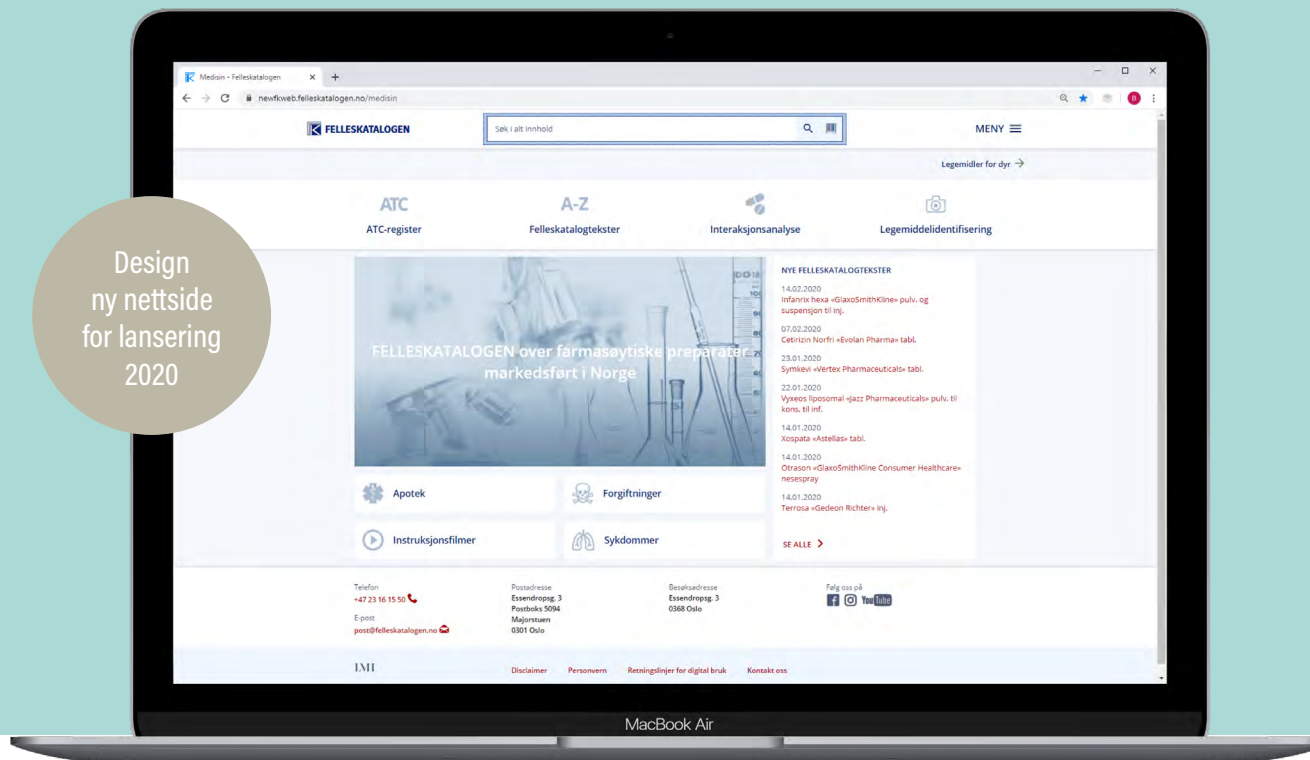 Medisin - Felleskatalogen
newfkweb.felleskatalogen.no/medisin
B
FELLESKATALOGEN
Søk i alt innhold
MENY
Legemidler for dyr →
ATC
A-Z
ATC-register
Felleskatalogtekster
Interaksjonsanalyse
Legemiddelidentifisering
Design
ny nettside
for lansering
2020
FELLESKATALOGEN over farmasøytiske preparater
markedsført i Norge
NYE FELLESKATALOGTEKSTER
14.02.2020
Infanrix hexa «GlaxoSmithKline» pulv. og
suspensjon til inj.
07.02.2020
Cetirizin Norfri «Evolan Pharma» tabl.
23.01.2020
Symkevi «Vertex Pharmaceuticals» tabl.
22.01.2020
Vyxeos liposomal «Jazz Pharmaceuticals» pulv. til
kons. til inf.
14.01.2020
Xospata «Astellas» tabl.
14.01.2020
Otrason «GlaxoSmithKline Consumer Healthcare»
nesespray
14.01.2020
Terrosa «Gedeon Richter» inj.
SE ALLE
Apotek
Forgiftninger
Instruksjonsfilmer
Sykdommer
Telefon
+47 23 16 15 50
E-post
post@felleskatalogen.no
Postadresse
Essendropsg. 3
Postboks 5094
Majorstuen
0301 Oslo
Besøksadresse
Essendropsg. 3
0368 Oslo
Følg oss på
YouTube
LMI
Disclaimer
Personvern
Retningslinjer for digital bruk
Kontakt oss
MacBook Air